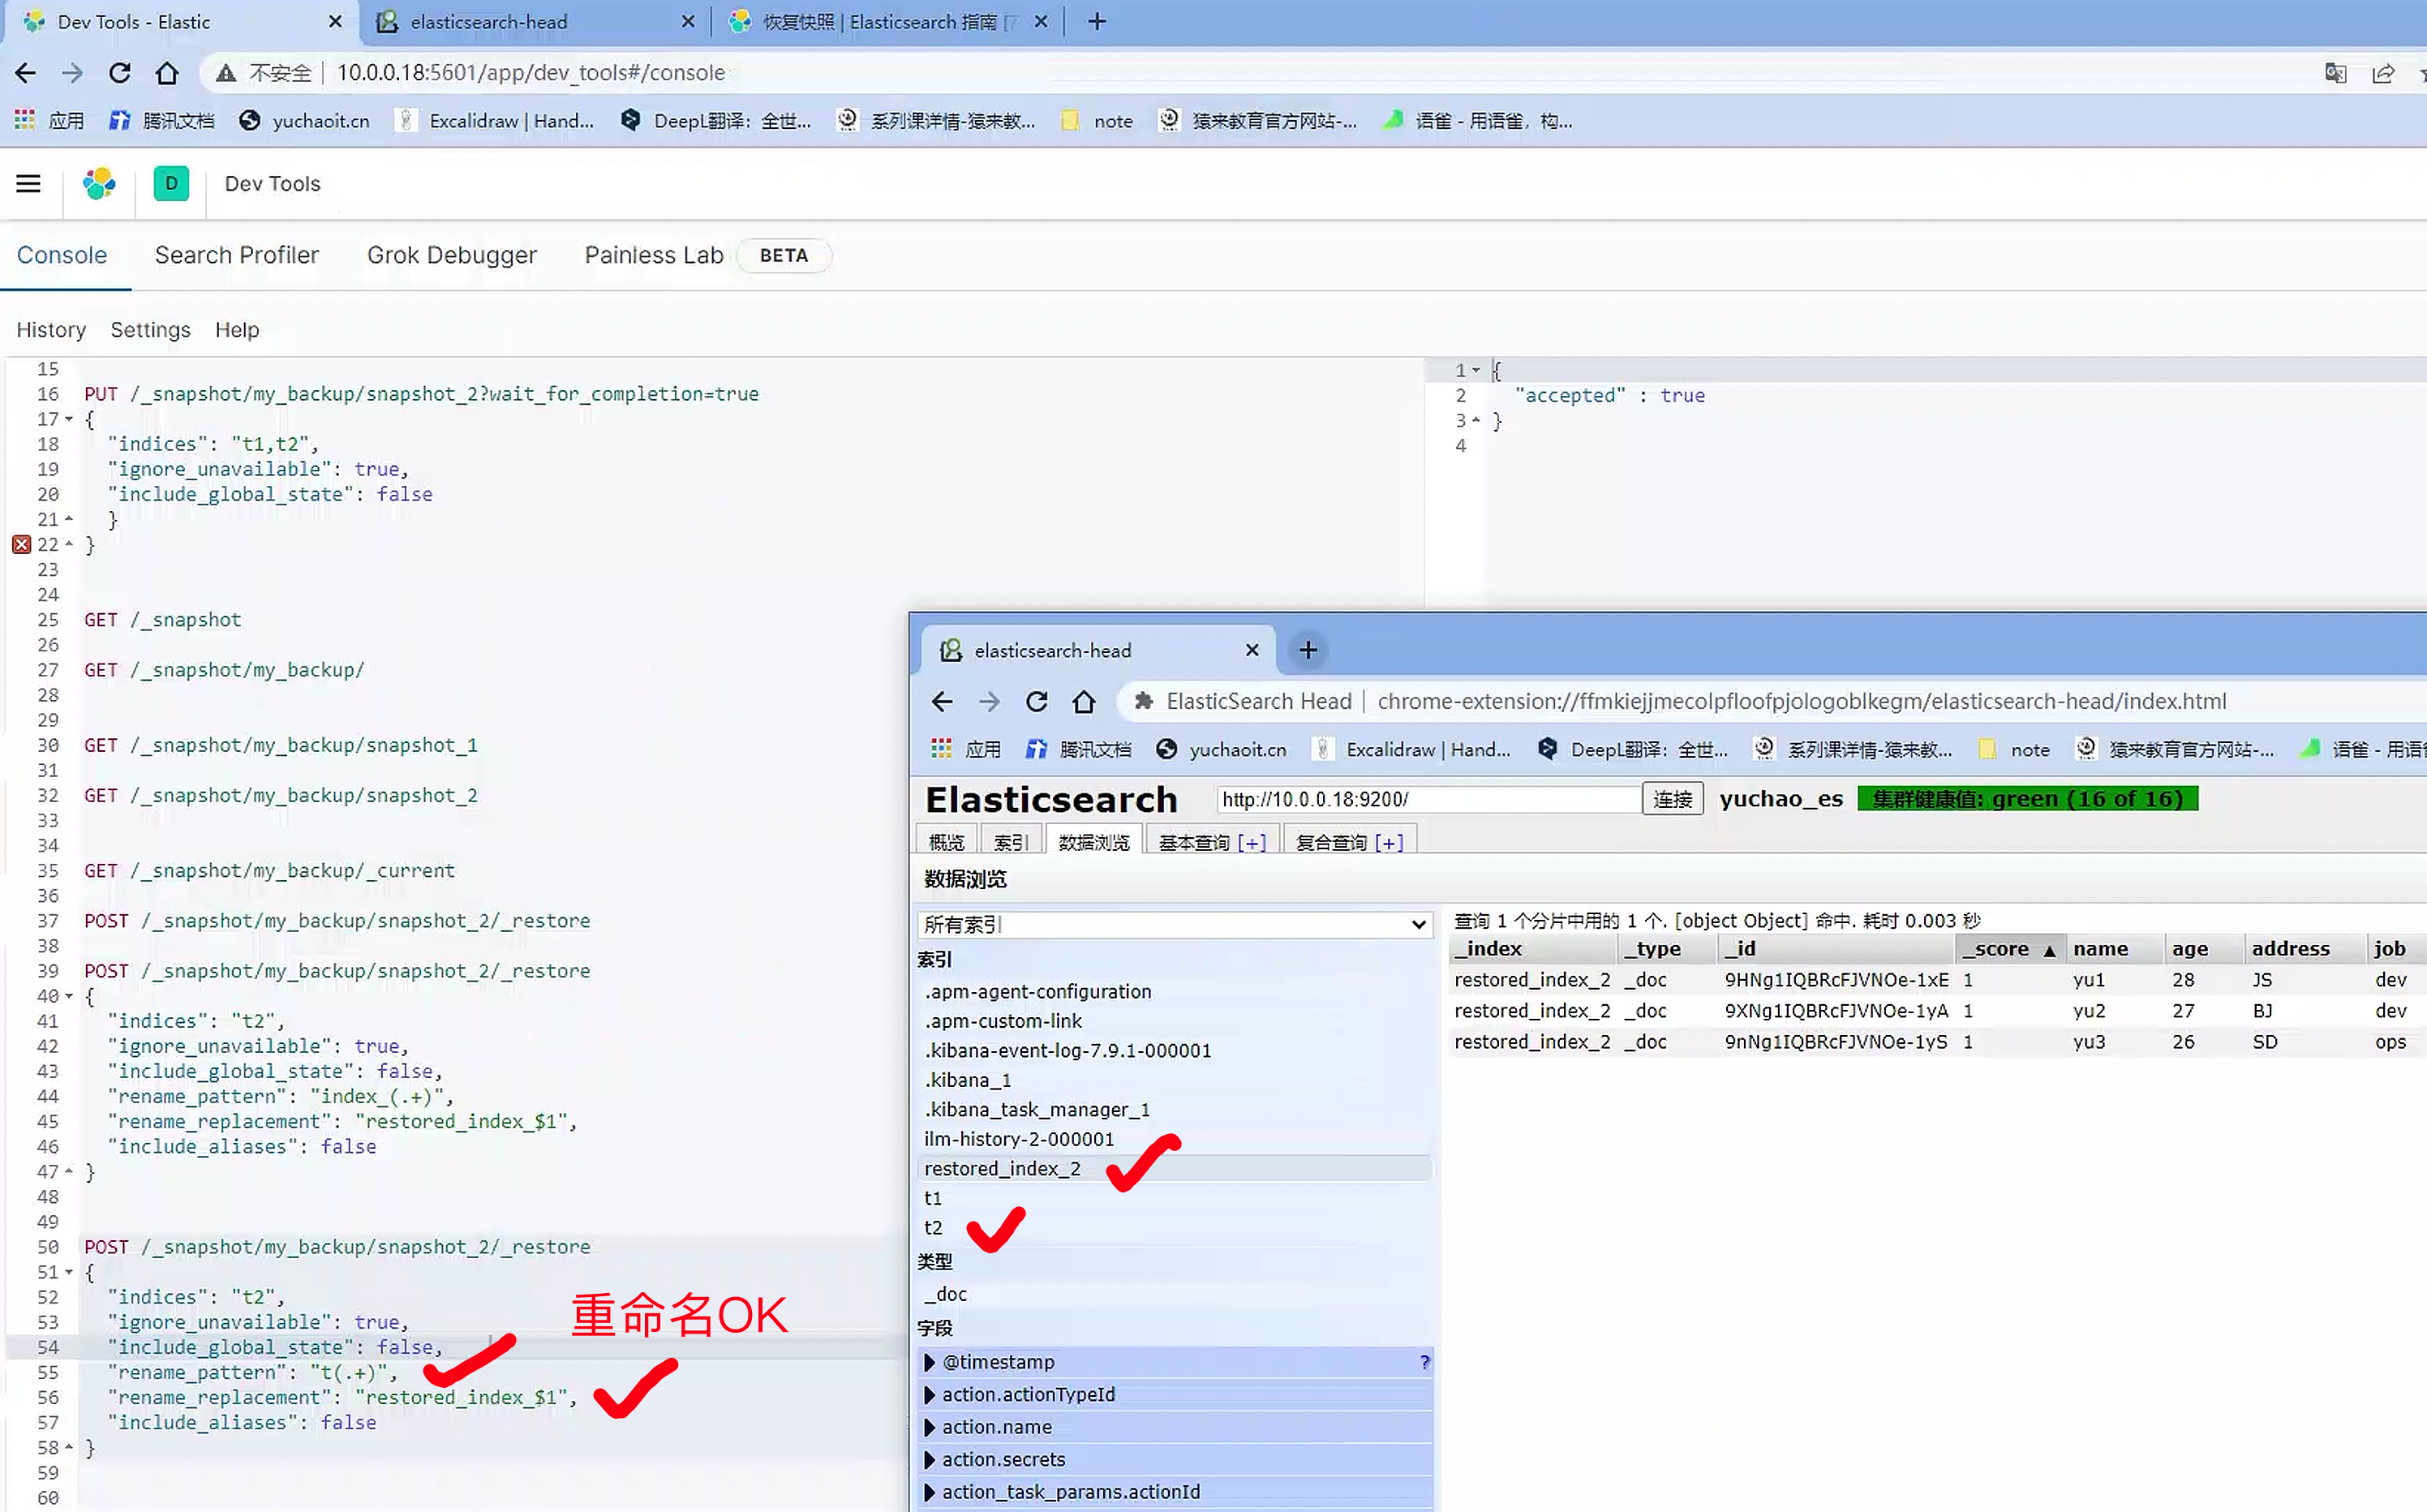 Dev Tools - Elastic
elasticsearch-head
恢复快照 | Elasticsearch 指南 [7
不安全 | 10.0.0.18:5601/app/dev_tools#/console
应用 腾讯文档 yuchaoit.cn Excalidraw | Hand... DeepL翻译：全世... 系列课详情-猿来教... note 猿来教育官方网站-... 语雀 - 用语雀，构...
D Dev Tools
Console Search Profiler Grok Debugger Painless Lab BETA
History Settings Help
15
16 PUT /_snapshot/my_backup/snapshot_2?wait_for_completion=true
17 {
18 "indices": "t1,t2",
19 "ignore_unavailable": true,
20 "include_global_state": false
21 }
22 }
23
24
25 GET /_snapshot
26
27 GET /_snapshot/my_backup/
28
29
30 GET /_snapshot/my_backup/snapshot_1
31
32 GET /_snapshot/my_backup/snapshot_2
33
34
35 GET /_snapshot/my_backup/_current
36
37 POST /_snapshot/my_backup/snapshot_2/_restore
38
39 POST /_snapshot/my_backup/snapshot_2/_restore
40 {
41 "indices": "t2",
42 "ignore_unavailable": true,
43 "include_global_state": false,
44 "rename_pattern": "index_(.+)",
45 "rename_replacement": "restored_index_$1",
46 "include_aliases": false
47 }
48
49
50 POST /_snapshot/my_backup/snapshot_2/_restore
51 {
52 "indices": "t2",
53 "ignore_unavailable": true,
54 "include_global_state": false,
55 "rename_pattern": "t(.+)",
56 "rename_replacement": "restored_index_$1",
57 "include_aliases": false
58 }
59
60
重命名OK
1 {
2 "accepted" : true
3 }
4
elasticsearch-head
ElasticSearch Head | chrome-extension://ffmkiejjmecolpfloofpjologoblkegm/elasticsearch-head/index.html
应用 腾讯文档 yuchaoit.cn Excalidraw | Hand... DeepL翻译：全世... 系列课详情-猿来教... note 猿来教育官方网站-... 语雀 - 用语雀
Elasticsearch http://10.0.0.18:9200/ 连接 yuchao_es 集群健康值: green (16 of 16)
概览 索引 数据浏览 基本查询 [+] 复合查询 [+]
数据浏览
所有索引
索引
.apm-agent-configuration
.apm-custom-link
.kibana-event-log-7.9.1-000001
.kibana_1
.kibana_task_manager_1
ilm-history-2-000001
restored_index_2
t1
t2
类型
_doc
字段
@timestamp ?
action.actionTypeId
action.name
action.secrets
action_task_params.actionId
查询 1 个分片中用的 1 个. [object Object] 命中. 耗时 0.003 秒
_index _type _id _score ▲ name age address job
restored_index_2 _doc 9HNg1IQBRcFJVNOe-1xE 1 yu1 28 JS dev
restored_index_2 _doc 9XNg1IQBRcFJVNOe-1yA 1 yu2 27 BJ dev
restored_index_2 _doc 9nNg1IQBRcFJVNOe-1yS 1 yu3 26 SD ops